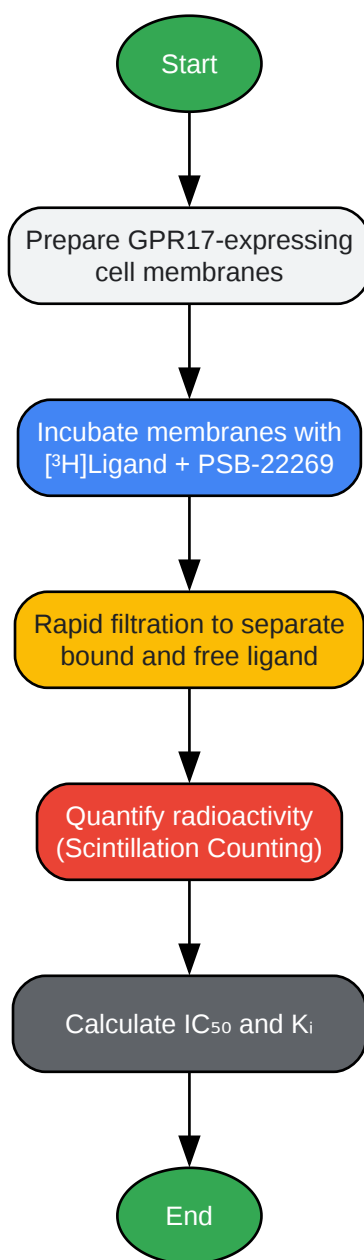 Start
Prepare GPR17-expressing
cell membranes
Incubate membranes with
[³H]Ligand + PSB-22269
Rapid filtration to separate
bound and free ligand
Quantify radioactivity
(Scintillation Counting)
Calculate IC₅₀ and Kᵢ
End